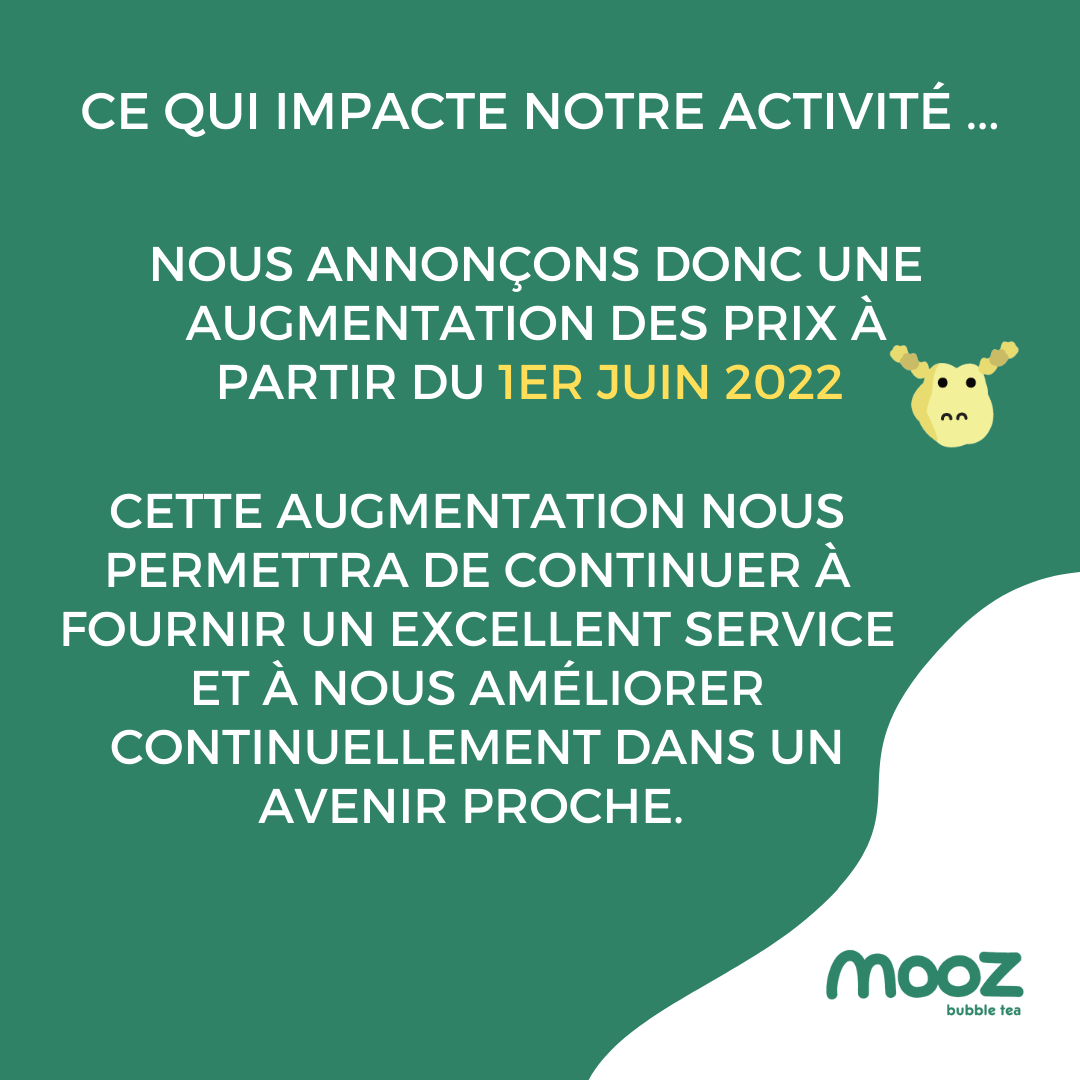 CE QUI IMPACTE NOTRE ACTIVITÉ ...
NOUS ANNONÇONS DONC UNE
AUGMENTATION DES PRIX À
PARTIR DU 1ER JUIN 2022
CETTE AUGMENTATION NOUS
PERMETTRA DE CONTINUER À
FOURNIR UN EXCELLENT SERVICE
ET À NOUS AMÉLIORER
CONTINUELLEMENT DANS UN
AVENIR PROCHE.
mooz
bubble tea